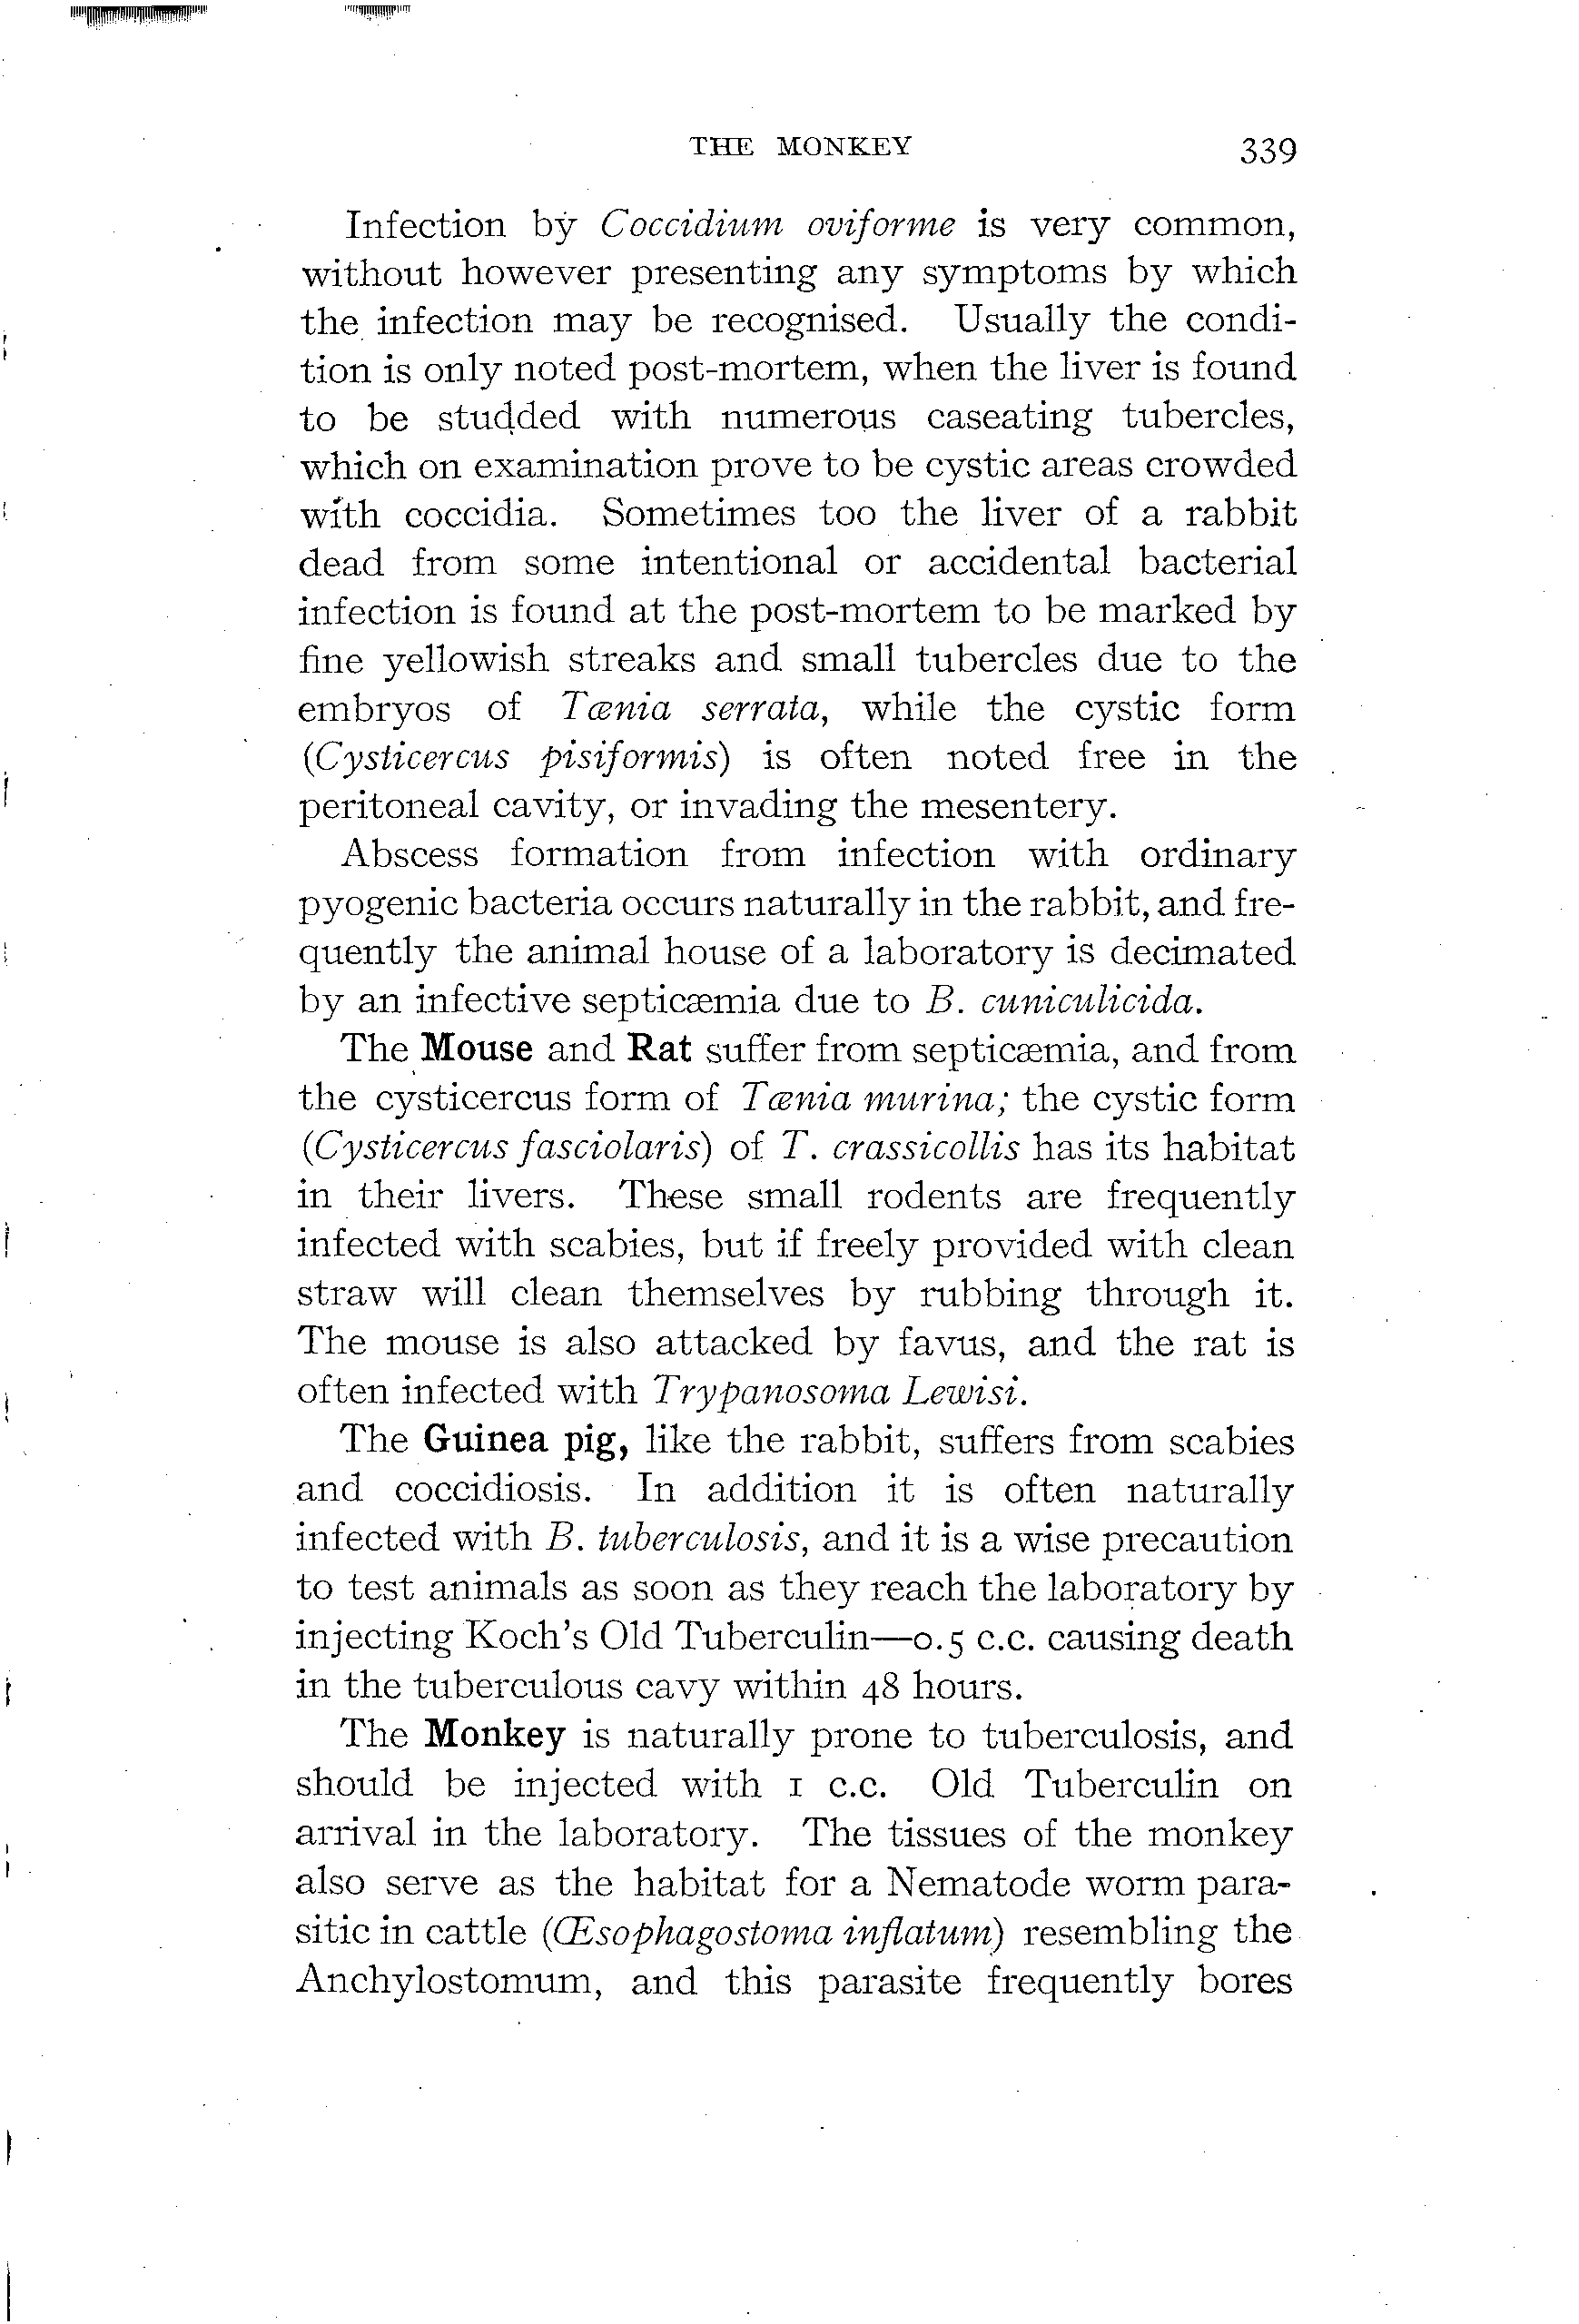 THE MONKEY 339
Infection by Coccidium oviforme is very common,
without however presenting any symptoms by which
the infection may be recognised. Usually the condi-
tion is only noted post-mortem, when the liver is found
to be studded with numerous caseating tubercles,
which on examination prove to be cystic areas crowded
with coccidia. Sometimes too the liver of a rabbit
dead from some intentional or accidental bacterial
infection is found at the post-mortem to be marked by
fine yellowish streaks and small tubercles due to the
embryos of Tænia serrata, while the cystic form
(Cysticercus pisiformis) is often noted free in the
peritoneal cavity, or invading the mesentery.
Abscess formation from infection with ordinary
pyogenic bacteria occurs naturally in the rabbit, and fre-
quently the animal house of a laboratory is decimated
by an infective septicæmia due to B. cuniculicida.
The Mouse and Rat suffer from septicæmia, and from
the cysticercus form of Tænia murina; the cystic form
(Cysticercus fasciolaris) of T. crassicollis has its habitat
in their livers. These small rodents are frequently
infected with scabies, but if freely provided with clean
straw will clean themselves by rubbing through it.
The mouse is also attacked by favus, and the rat is
often infected with Trypanosoma Lewisi.
The Guinea pig, like the rabbit, suffers from scabies
and coccidiosis. In addition it is often naturally
infected with B. tuberculosis, and it is a wise precaution
to test animals as soon as they reach the laboratory by
injecting Koch's Old Tuberculin—0.5 c.c. causing death
in the tuberculous cavy within 48 hours.
The Monkey is naturally prone to tuberculosis, and
should be injected with 1 c.c. Old Tuberculin on
arrival in the laboratory. The tissues of the monkey
also serve as the habitat for a Nematode worm para-
sitic in cattle (Œsophagostoma inflatum) resembling the
Anchylostomum, and this parasite frequently bores